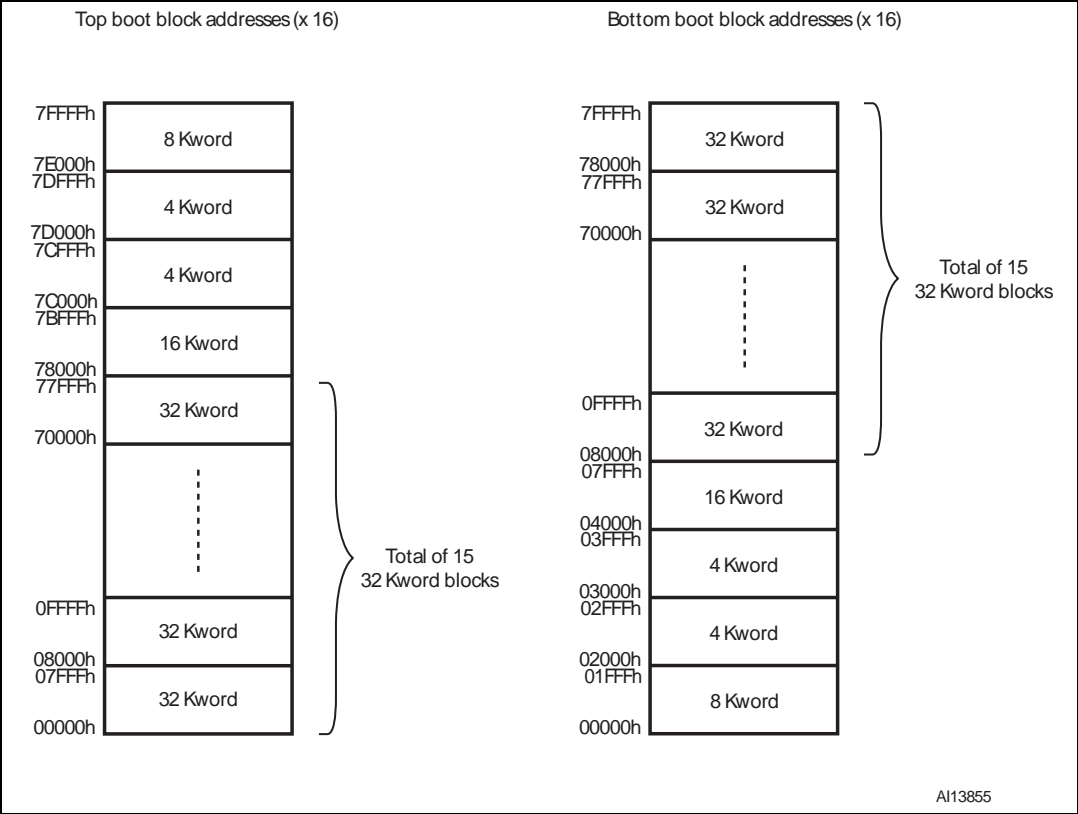 Top boot block addresses (x 16)
7FFFFh
8 Kword
7E000h
7DFFFh
4 Kword
7D000h
7CFFFh
4 Kword
7C000h
7BFFFh
16 Kword
78000h
77FFFh
32 Kword
70000h
Total of 15
32 Kword blocks
0FFFFh
32 Kword
08000h
07FFFh
32 Kword
00000h
Bottom boot block addresses (x 16)
7FFFFh
32 Kword
78000h
77FFFh
32 Kword
70000h
Total of 15
32 Kword blocks
0FFFFh
32 Kword
08000h
07FFFh
16 Kword
04000h
03FFFh
4 Kword
03000h
02FFFh
4 Kword
02000h
01FFFh
8 Kword
00000h
AI13855